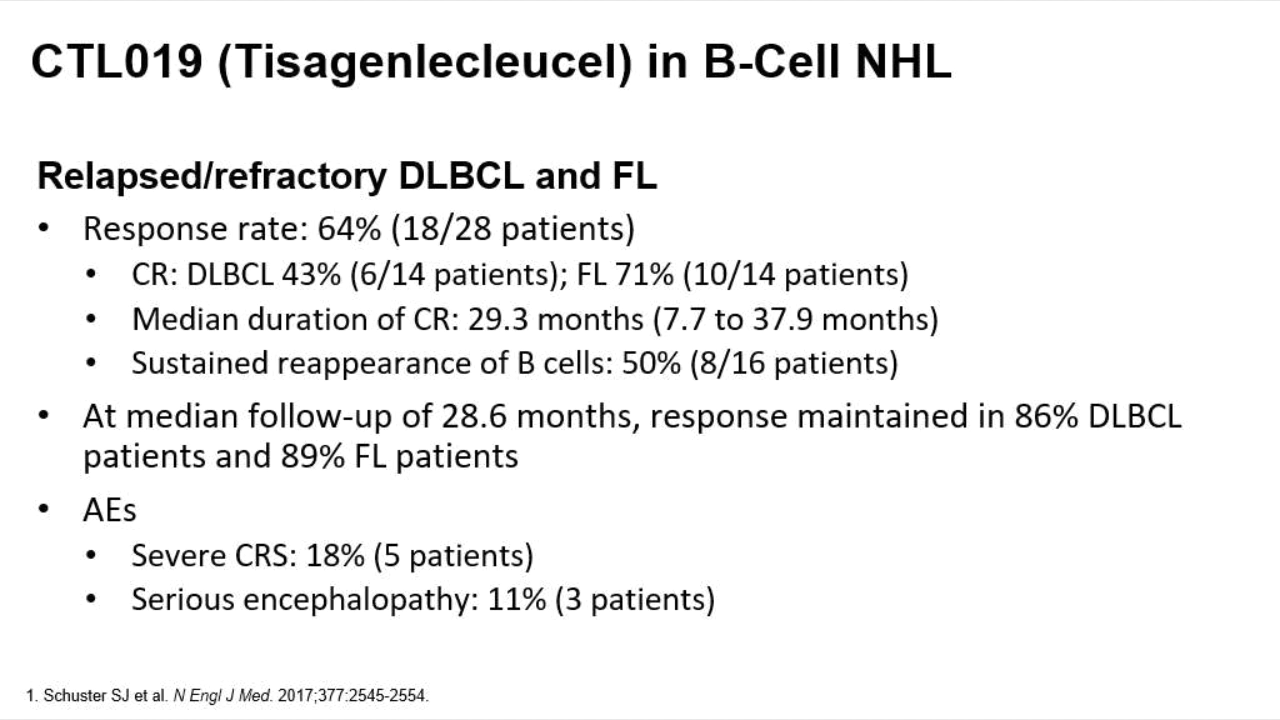 CTL019 (Tisagenlecleucel) in B-Cell NHL
Relapsed/refractory DLBCL and FL
• Response rate: 64% (18/28 patients)
• CR: DLBCL 43% (6/14 patients); FL 71% (10/14 patients)
• Median duration of CR: 29.3 months (7.7 to 37.9 months)
• Sustained reappearance of B cells: 50% (8/16 patients)
• At median follow-up of 28.6 months, response maintained in 86% DLBCL
patients and 89% FL patients
• AEs
• Severe CRS: 18% (5 patients)
• Serious encephalopathy: 11% (3 patients)
1. Schuster SJ et al. N Engl J Med. 2017;377:2545-2554.